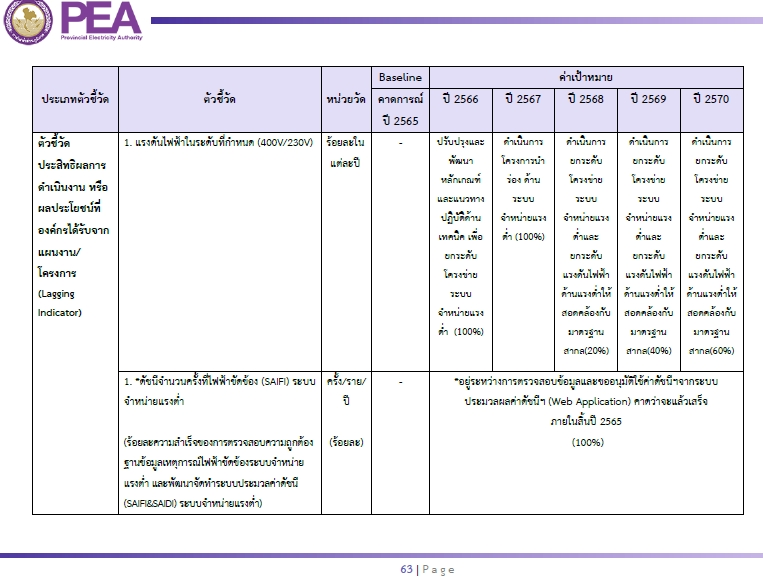 PEA
Provincial Electricity Authority
ประเภทตัวชี้วัด
ตัวชี้วัด
หน่วยวัด
Baseline
คาดการณ์
ปี 2565
ค่าเป้าหมาย
ปี 2566
ปี 2567
ปี 2568
ปี 2569
ปี 2570
ตัวชี้วัด
ประสิทธิผลการ
ดำเนินงาน หรือ
ผลประโยชน์ที่
องค์กรได้รับจาก
แผนงาน/
โครงการ
(Lagging
Indicator)
1. แรงดันไฟฟ้าในระดับที่กำหนด (400V/230V)
ร้อยละใน
แต่ละปี
-
ปรับปรุงและ
พัฒนา
หลักเกณฑ์
และแนวทาง
ปฏิบัติด้าน
เทคนิค เพื่อ
ยกระดับ
โครงข่าย
ระบบ
จำหน่ายแรง
ต่ำ (100%)
ดำเนินการ
โครงการนำ
ร่อง ด้าน
ระบบ
จำหน่ายแรง
ต่ำ (100%)
ดำเนินการ
ยกระดับ
โครงข่าย
ระบบ
จำหน่ายแรง
ต่ำและ
ยกระดับ
แรงดันไฟฟ้า
ด้านแรงต่ำให้
สอดคล้องกับ
มาตรฐาน
สากล(20%)
ดำเนินการ
ยกระดับ
โครงข่าย
ระบบ
จำหน่ายแรง
ต่ำและ
ยกระดับ
แรงดันไฟฟ้า
ด้านแรงต่ำให้
สอดคล้องกับ
มาตรฐาน
สากล(40%)
ดำเนินการ
ยกระดับ
โครงข่าย
ระบบ
จำหน่ายแรง
ต่ำและ
ยกระดับ
แรงดันไฟฟ้า
ด้านแรงต่ำให้
สอดคล้องกับ
มาตรฐาน
สากล(60%)
1. *ดัชนีจำนวนครั้งที่ไฟฟ้าขัดข้อง (SAIFI) ระบบ
จำหน่ายแรงต่ำ
(ร้อยละความสำเร็จของการตรวจสอบความถูกต้อง
ฐานข้อมูลเหตุการณ์ไฟฟ้าขัดข้องระบบจำหน่าย
แรงต่ำ และพัฒนาจัดทำระบบประมวลค่าดัชนี
(SAIFI&SAIDI) ระบบจำหน่ายแรงต่ำ)
ครั้ง/ราย/
ปี
(ร้อยละ)
-
*อยู่ระหว่างการตรวจสอบข้อมูลและขออนุมัติใช้ค่าดัชนีฯจากระบบ
ประมวลผลค่าดัชนีฯ (Web Application) คาดว่าจะแล้วเสร็จ
ภายในสิ้นปี 2565
(100%)
63 | Page